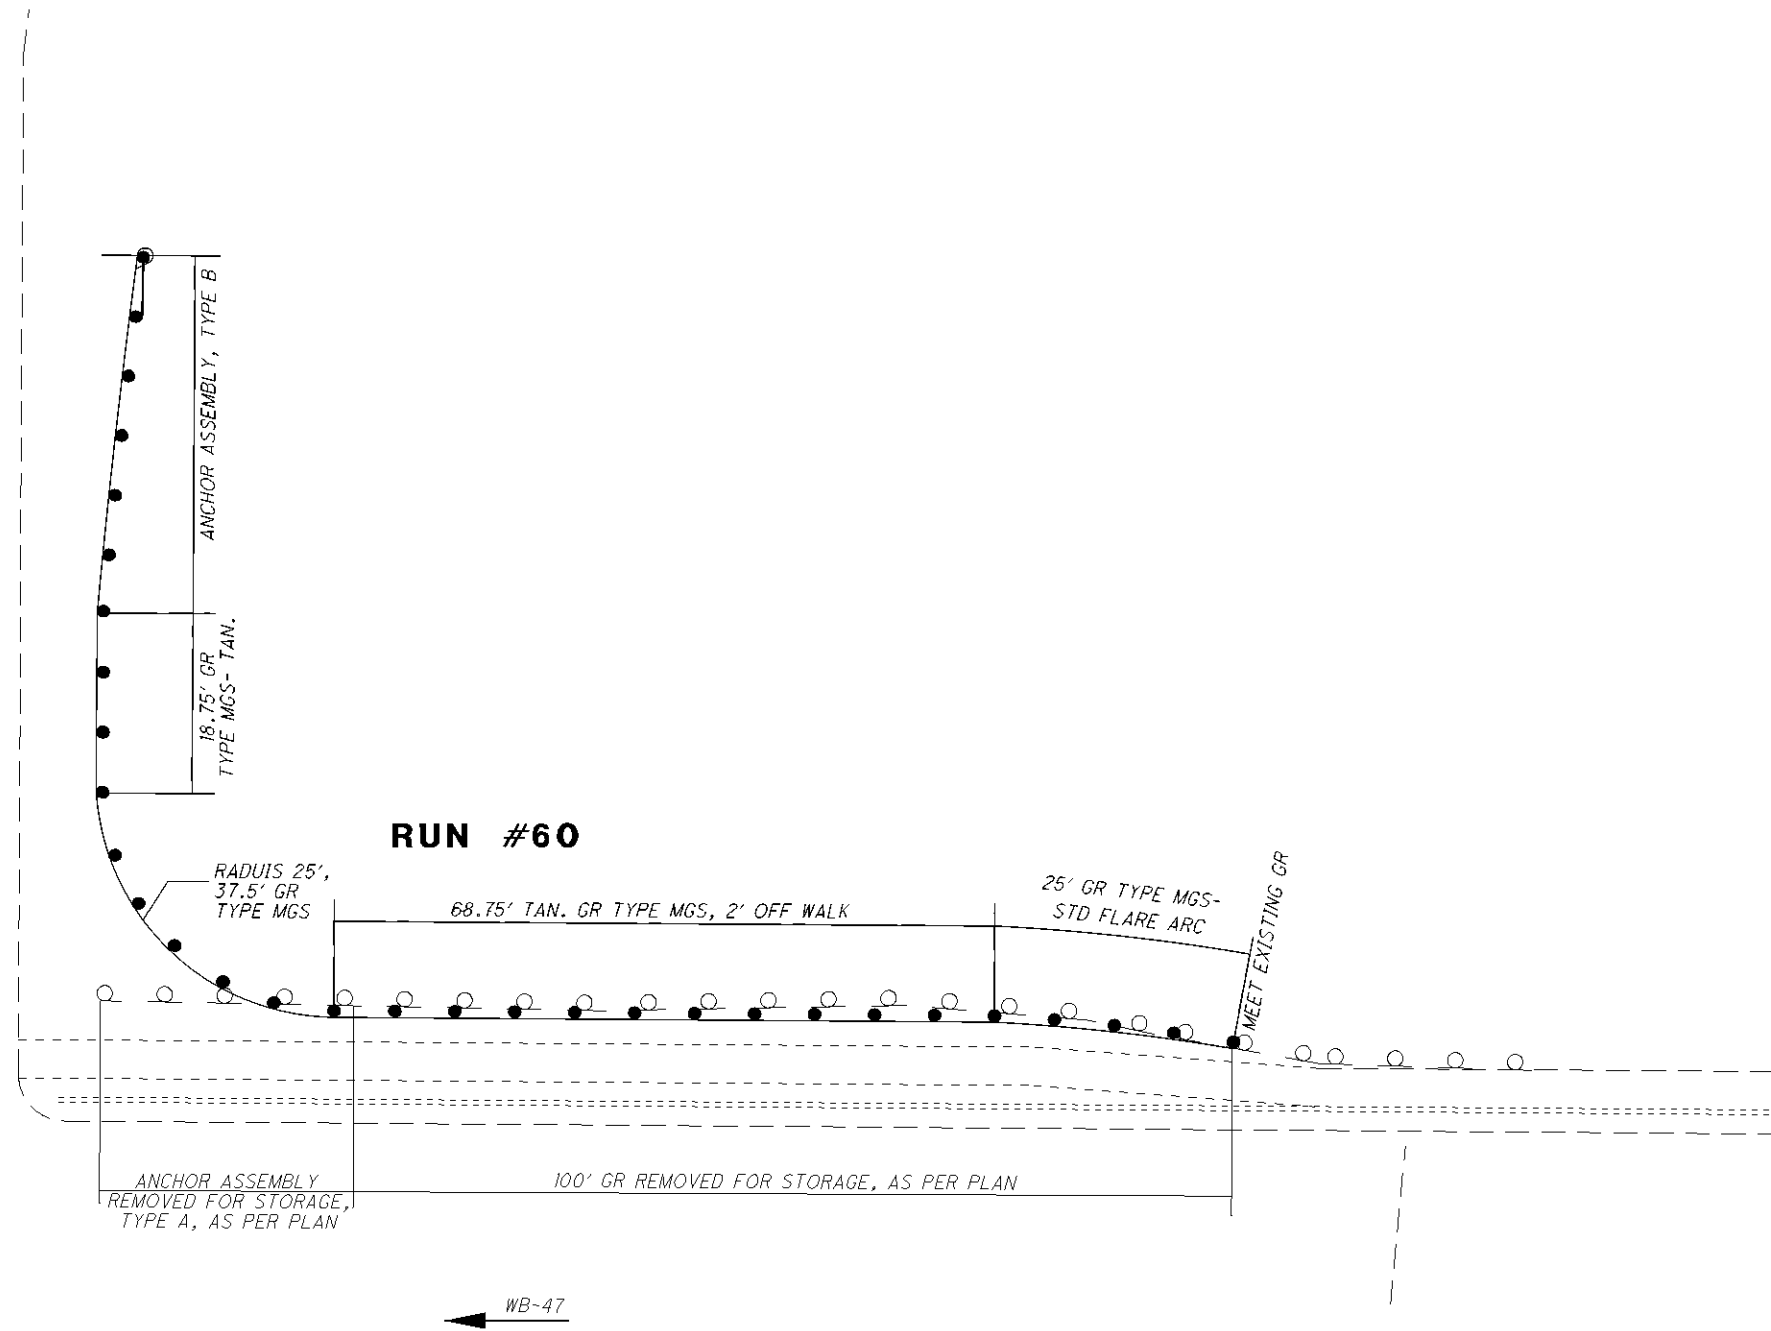 ANCHOR ASSEMBLY, TYPE B
18.75' GR
TYPE MGS- TAN.
RUN #60
RADUIS 25',
37.5' GR
TYPE MGS
68.75' TAN. GR TYPE MGS, 2' OFF WALK
25' GR TYPE MGS-
STD FLARE ARC
MEET EXISTING GR
ANCHOR ASSEMBLY
REMOVED FOR STORAGE,
TYPE A, AS PER PLAN
100' GR REMOVED FOR STORAGE, AS PER PLAN
WB-47